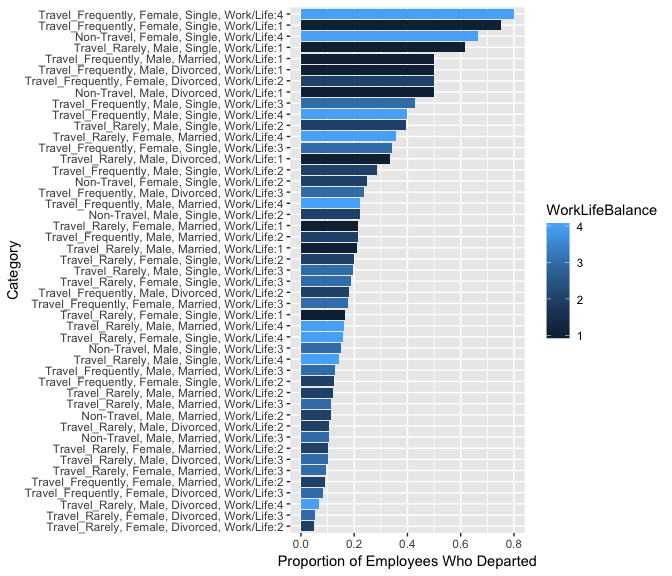 Travel_Frequently, Female, Single, Work/Life:4
Travel_Frequently, Female, Single, Work/Life:1
Non-Travel, Female, Single, Work/Life:4
Travel_Rarely, Male, Single, Work/Life:1
Travel_Frequently, Male, Married, Work/Life:1
Travel_Frequently, Male, Divorced, Work/Life:1
Travel_Frequently, Female, Divorced, Work/Life:2
Non-Travel, Male, Divorced, Work/Life:1
Travel_Frequently, Male, Single, Work/Life:3
Travel_Frequently, Male, Single, Work/Life:4
Travel_Rarely, Male, Single, Work/Life:2
Travel_Rarely, Female, Married, Work/Life:4
Travel_Frequently, Female, Single, Work/Life:3
Travel_Rarely, Male, Divorced, Work/Life:1
Travel_Frequently, Male, Single, Work/Life:2
Non-Travel, Female, Single, Work/Life:2
Travel_Frequently, Male, Divorced, Work/Life:3
Travel_Frequently, Male, Married, Work/Life:4
Non-Travel, Male, Single, Work/Life:2
Travel_Rarely, Female, Married, Work/Life:1
Travel_Frequently, Male, Married, Work/Life:2
Travel_Rarely, Male, Married, Work/Life:1
Travel_Rarely, Female, Single, Work/Life:2
Travel_Rarely, Male, Single, Work/Life:3
Travel_Rarely, Female, Single, Work/Life:3
Travel_Frequently, Male, Divorced, Work/Life:2
Travel_Frequently, Female, Married, Work/Life:3
Travel_Rarely, Female, Single, Work/Life:1
Travel_Rarely, Male, Married, Work/Life:4
Travel_Rarely, Female, Single, Work/Life:4
Non-Travel, Male, Single, Work/Life:3
Travel_Rarely, Male, Single, Work/Life:4
Travel_Frequently, Male, Married, Work/Life:3
Travel_Frequently, Female, Single, Work/Life:2
Travel_Rarely, Male, Married, Work/Life:2
Travel_Rarely, Male, Married, Work/Life:3
Non-Travel, Male, Married, Work/Life:2
Travel_Rarely, Male, Divorced, Work/Life:2
Non-Travel, Male, Married, Work/Life:3
Travel_Rarely, Female, Married, Work/Life:2
Travel_Rarely, Male, Divorced, Work/Life:3
Travel_Rarely, Female, Married, Work/Life:3
Travel_Frequently, Female, Married, Work/Life:2
Travel_Frequently, Female, Divorced, Work/Life:3
Travel_Rarely, Male, Divorced, Work/Life:4
Travel_Rarely, Female, Divorced, Work/Life:3
Travel_Rarely, Female, Divorced, Work/Life:2
Category
0.0 0.2 0.4 0.6 0.8
Proportion of Employees Who Departed
WorkLifeBalance
4
3
2
1